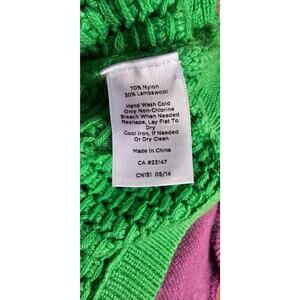 70% Nylon
30% Lambswool
Hand Wash Cold
Only Non-Chlorine
Bleach When Needed
Reshape, Lay Flat To
Dry
Cool Iron, If Needed
Or Dry Clean
Made In China
CA #23147
CN151 05/14